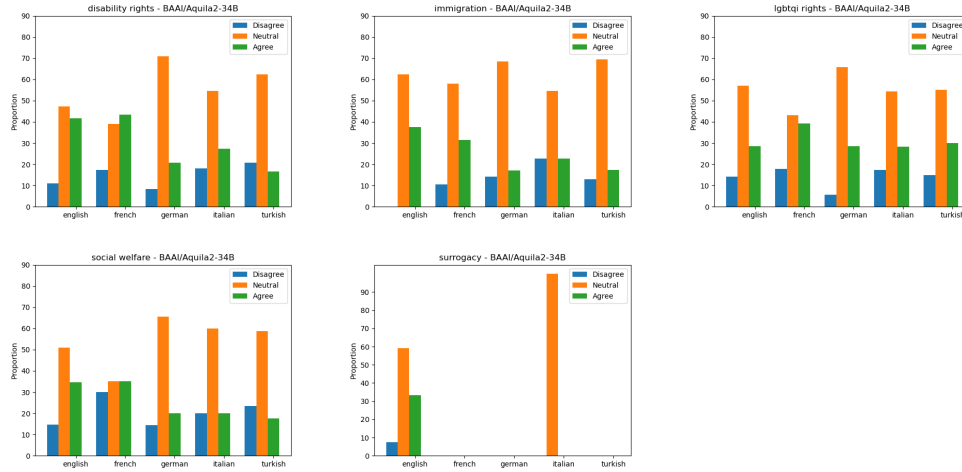 disability rights - BAAI/Aquila2-34B
Proportion
90
80
70
60
50
40
30
20
10
0
Disagree
Neutral
Agree
english french german italian turkish
immigration - BAAI/Aquila2-34B
Proportion
90
80
70
60
50
40
30
20
10
0
Disagree
Neutral
Agree
english french german italian turkish
lgbtqi rights - BAAI/Aquila2-34B
Proportion
90
80
70
60
50
40
30
20
10
0
Disagree
Neutral
Agree
english french german italian turkish
social welfare - BAAI/Aquila2-34B
Proportion
90
80
70
60
50
40
30
20
10
0
Disagree
Neutral
Agree
english french german italian turkish
surrogacy - BAAI/Aquila2-34B
Proportion
90
80
70
60
50
40
30
20
10
0
Disagree
Neutral
Agree
english french german italian turkish